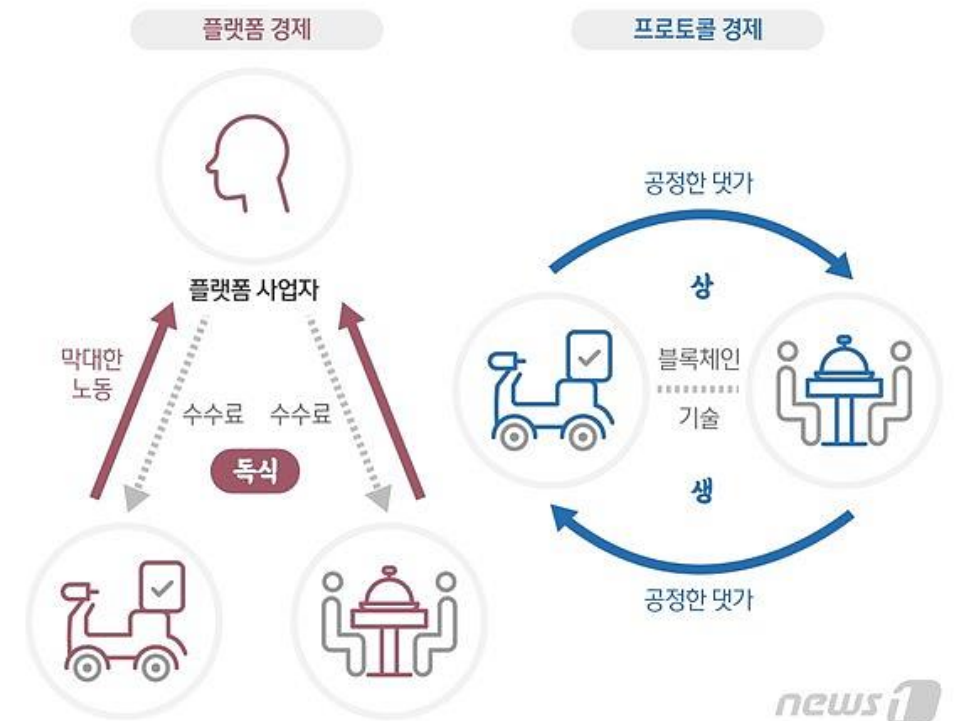 플랫폼 경제
플랫폼 사업자
막대한
노동
수수료 수수료
독식
프로토콜 경제
공정한 댓가
상
블록체인
기술
생
공정한 댓가
news1